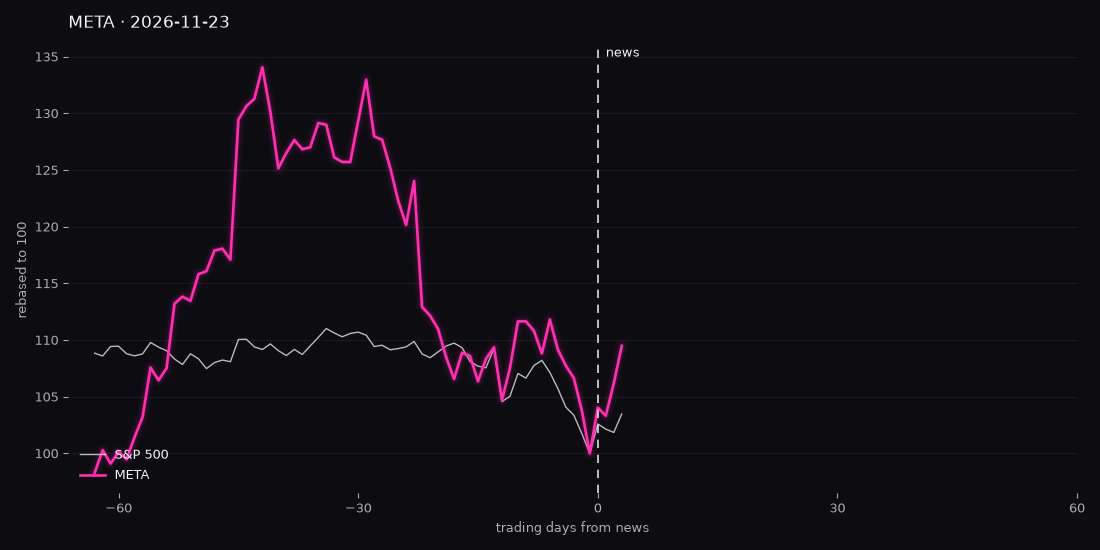 META · 2026-11-23
news
135
130
125
120
115
110
105
100
rebased to 100
S&P 500
META
−60
−30
0
30
60
trading days from news